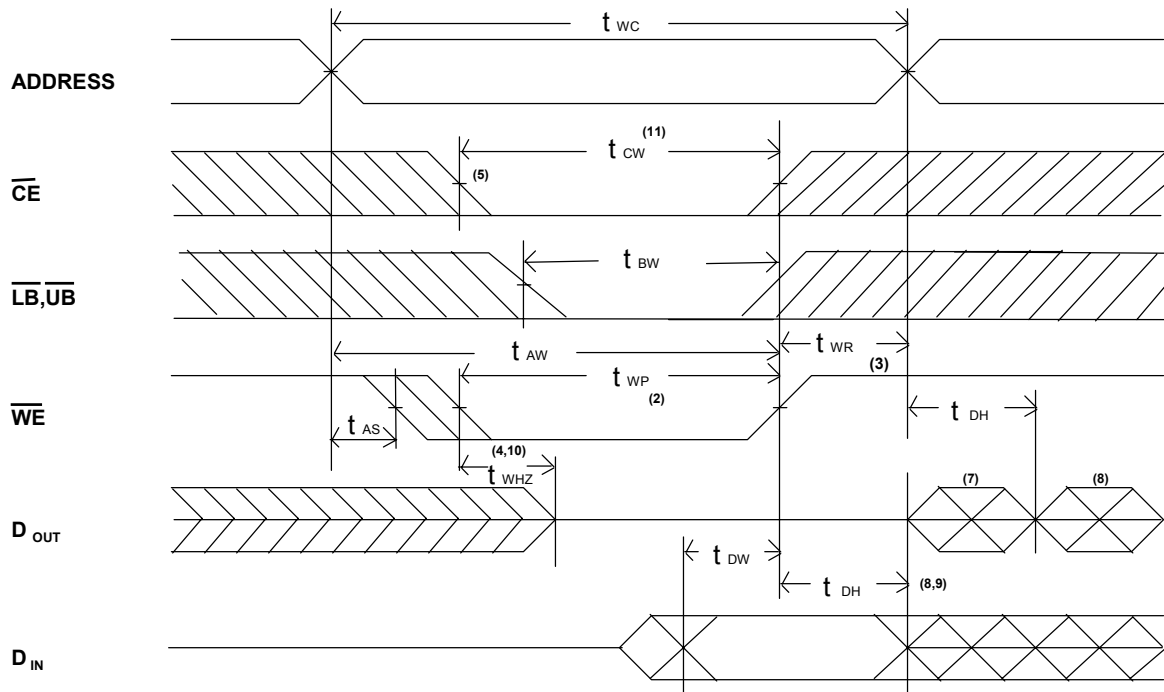 t WC
ADDRESS
t CW (11)
CE (5)
t BW
LB,UB
t AW
t WR
t WP (2)
(3)
WE
t AS
t DH
(4,10)
t WHZ
(7)
(8)
D OUT
t DW
t DH
(8,9)
D IN